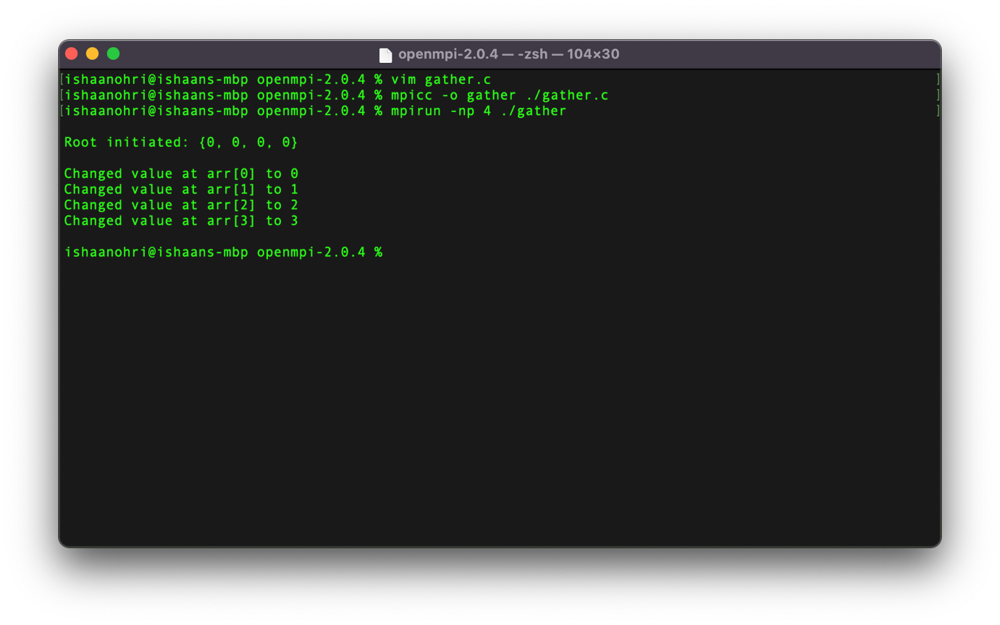 openmpi-2.0.4 — -zsh — 104×30
[ishaanohri@ishaans-mbp openmpi-2.0.4 % vim gather.c ]
[ishaanohri@ishaans-mbp openmpi-2.0.4 % mpicc -o gather ./gather.c ]
[ishaanohri@ishaans-mbp openmpi-2.0.4 % mpirun -np 4 ./gather ]
Root initiated: {0, 0, 0, 0}
Changed value at arr[0] to 0
Changed value at arr[1] to 1
Changed value at arr[2] to 2
Changed value at arr[3] to 3
ishaanohri@ishaans-mbp openmpi-2.0.4 %